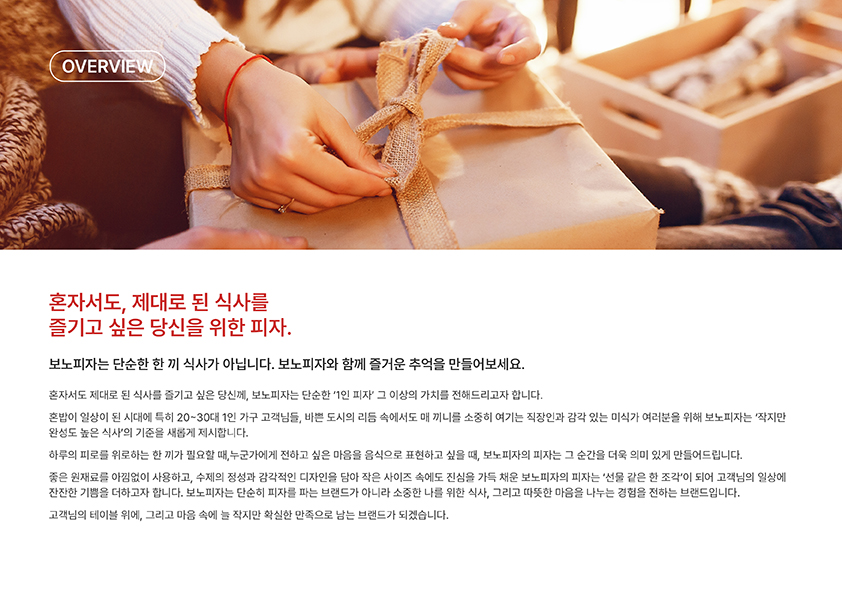 OVERVIEW
혼자서도, 제대로 된 식사를
즐기고 싶은 당신을 위한 피자.
보노피자는 단순한 한 끼 식사가 아닙니다. 보노피자와 함께 즐거운 추억을 만들어보세요.
혼자서도 제대로 된 식사를 즐기고 싶은 당신께, 보노피자는 단순한 ‘1인 피자’ 그 이상의 가치를 전해드리고자 합니다.
혼밥이 일상이 된 시대에 특히 20~30대 1인 가구 고객님들, 바쁜 도시의 리듬 속에서도 매 끼니를 소중히 여기는 직장인과 감각 있는 미식가 여러분을 위해 보노피자는 ‘작지만
완성도 높은 식사’의 기준을 새롭게 제시합니다.
하루의 피로를 위로하는 한 끼가 필요할 때,누군가에게 전하고 싶은 마음을 음식으로 표현하고 싶을 때, 보노피자의 피자는 그 순간을 더욱 의미 있게 만들어드립니다.
좋은 원재료를 아낌없이 사용하고, 수제의 정성과 감각적인 디자인을 담아 작은 사이즈 속에도 진심을 가득 채운 보노피자의 피자는 ‘선물 같은 한 조각’이 되어 고객님의 일상에
잔잔한 기쁨을 더하고자 합니다. 보노피자는 단순히 피자를 파는 브랜드가 아니라 소중한 나를 위한 식사, 그리고 따뜻한 마음을 나누는 경험을 전하는 브랜드입니다.
고객님의 테이블 위에, 그리고 마음 속에 늘 작지만 확실한 만족으로 남는 브랜드가 되겠습니다.